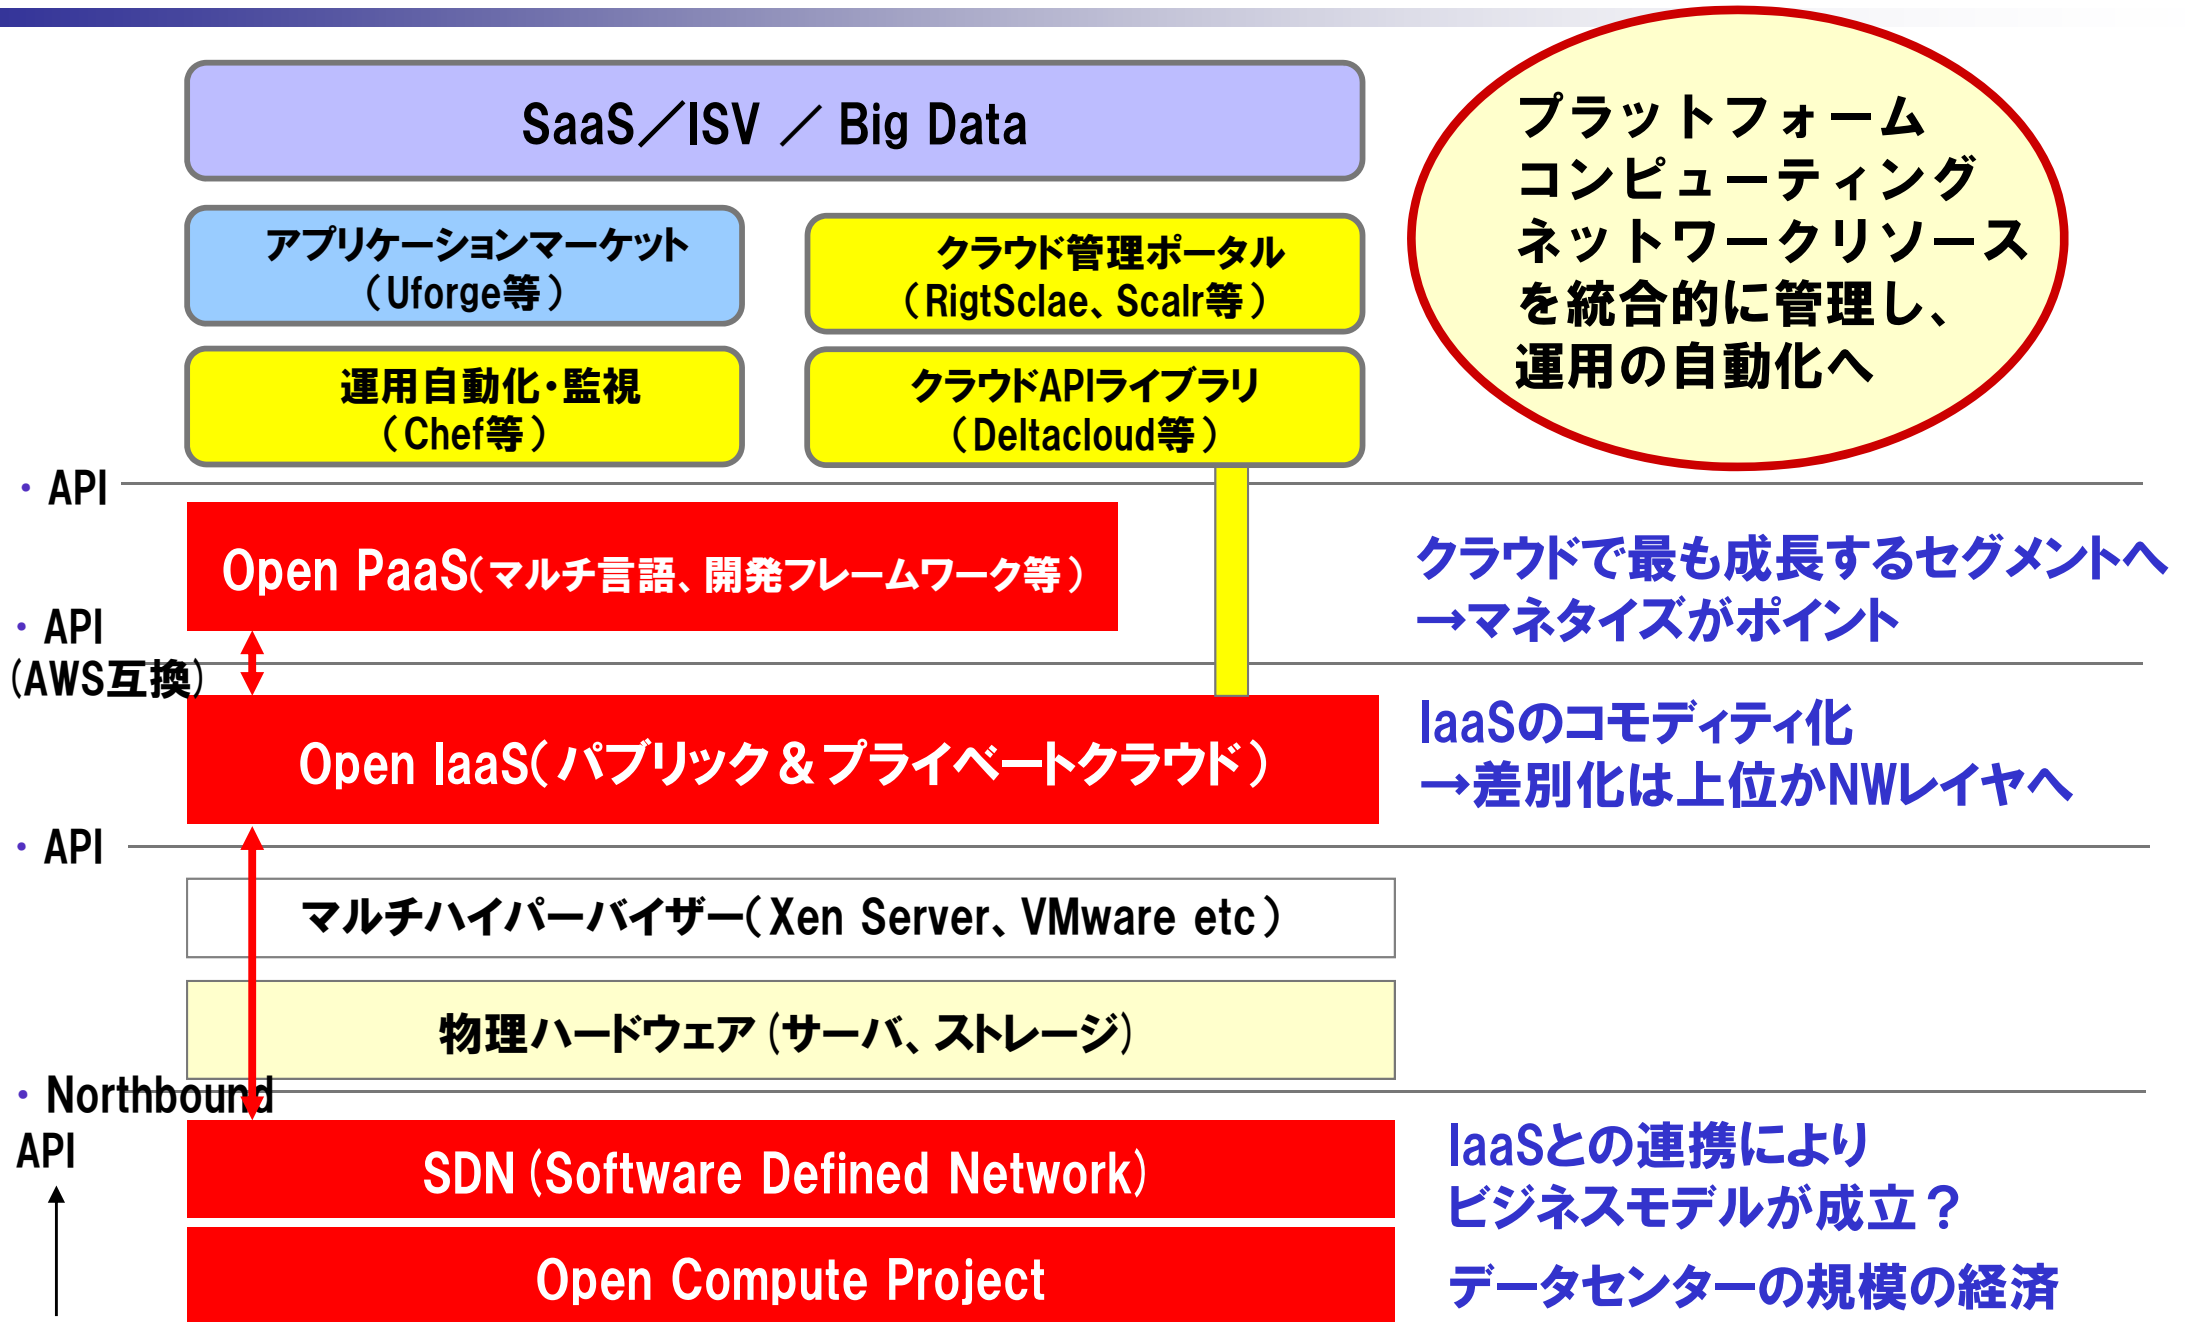 SaaS／ISV ／ Big Data
プラットフォーム
コンピューティング
ネットワークリソース
を統合的に管理し、
運用の自動化へ
アプリケーションマーケット
（Uforge等）
クラウド管理ポータル
（RigtSclae、Scalr等）
運用自動化・監視
（Chef等）
クラウドAPIライブラリ
（Deltacloud等）
・API
Open PaaS(マルチ言語、開発フレームワーク等）
クラウドで最も成長するセグメントへ
→マネタイズがポイント
・API
(AWS互換)
Open IaaS(パブリック＆プライベートクラウド）
IaaSのコモディティ化
→差別化は上位かNWレイヤへ
・API
マルチハイパーバイザー(Xen Server、VMware etc）
物理ハードウェア(サーバ、ストレージ)
・Northbound
API
SDN(Software Defined Network)
IaaSとの連携により
ビジネスモデルが成立？
Open Compute Project
データセンターの規模の経済